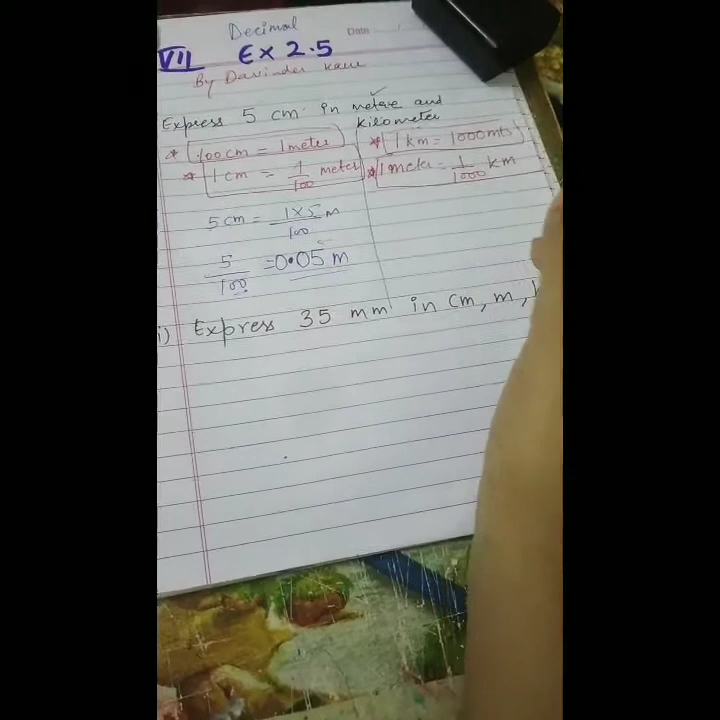 Decimal
Date
VII Ex 2.5
By Davinder Kaur
Express 5 cm in metre and
kilometer
* 100 cm = 1 meter
* 1 cm = 1/100 meter
* 1 km = 1000 mts
* 1 meter = 1/1000 km
5 cm = 1×5/100 m
5/100 = 0.05 m
i) Express 35 mm in cm, m,